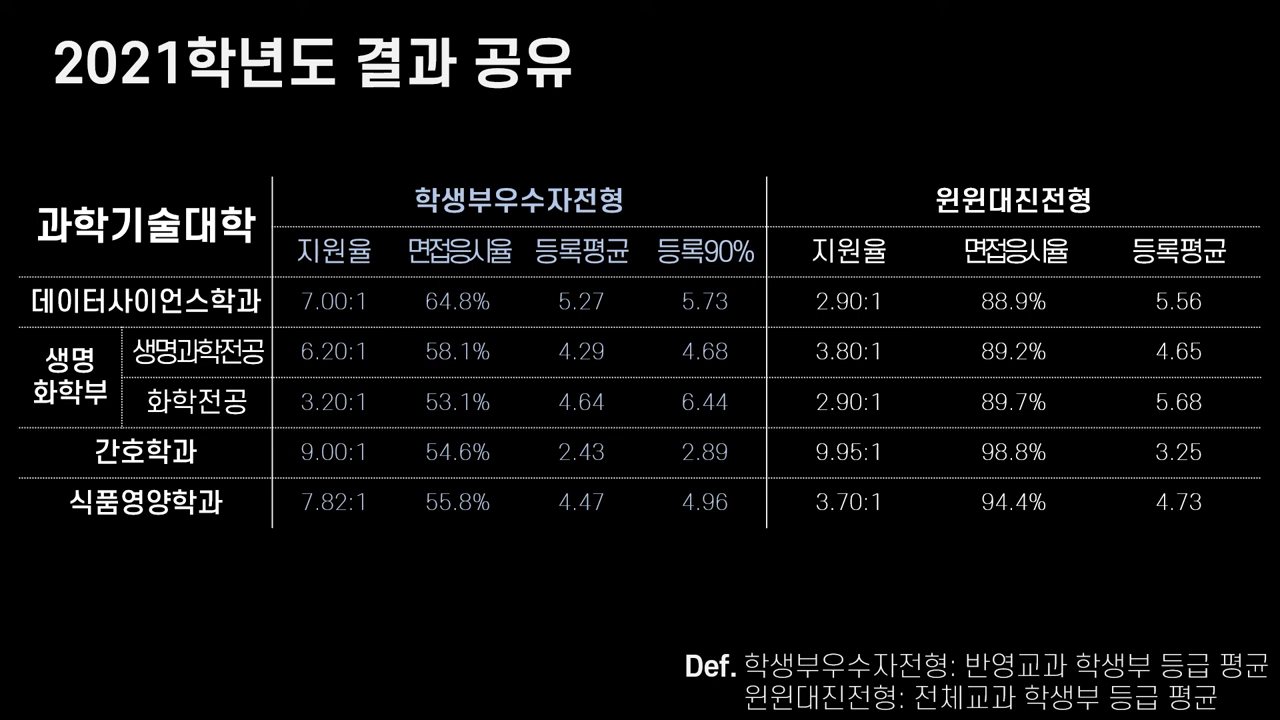 2021학년도 결과 공유
과학기술대학 학생부우수자전형 윈윈대진전형
지원율 면접응시율 등록평균 등록90% 지원율 면접응시율 등록평균
데이터사이언스학과 7.00:1 64.8% 5.27 5.73 2.90:1 88.9% 5.56
생명화학부 생명과학전공 6.20:1 58.1% 4.29 4.68 3.80:1 89.2% 4.65
화학전공 3.20:1 53.1% 4.64 6.44 2.90:1 89.7% 5.68
간호학과 9.00:1 54.6% 2.43 2.89 9.95:1 98.8% 3.25
식품영양학과 7.82:1 55.8% 4.47 4.96 3.70:1 94.4% 4.73
Def. 학생부우수자전형: 반영교과 학생부 등급 평균
윈윈대진전형: 전체교과 학생부 등급 평균